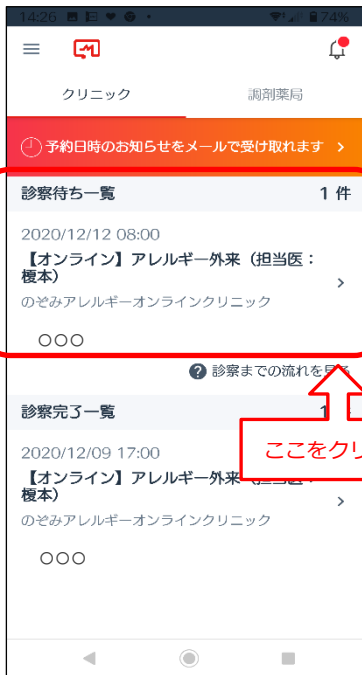 14:26 74%
クリニック 調剤薬局
予約日時のお知らせをメールで受け取れます
診察待ち一覧 1 件
2020/12/12 08:00
【オンライン】アレルギー外来（担当医：
榎本）
のぞみアレルギーオンラインクリニック
○○○
? 診察までの流れを見る
診察完了一覧 1
ここをクリ
2020/12/09 17:00
【オンライン】アレルギー外来（担当医：
榎本）
のぞみアレルギーオンラインクリニック
○○○